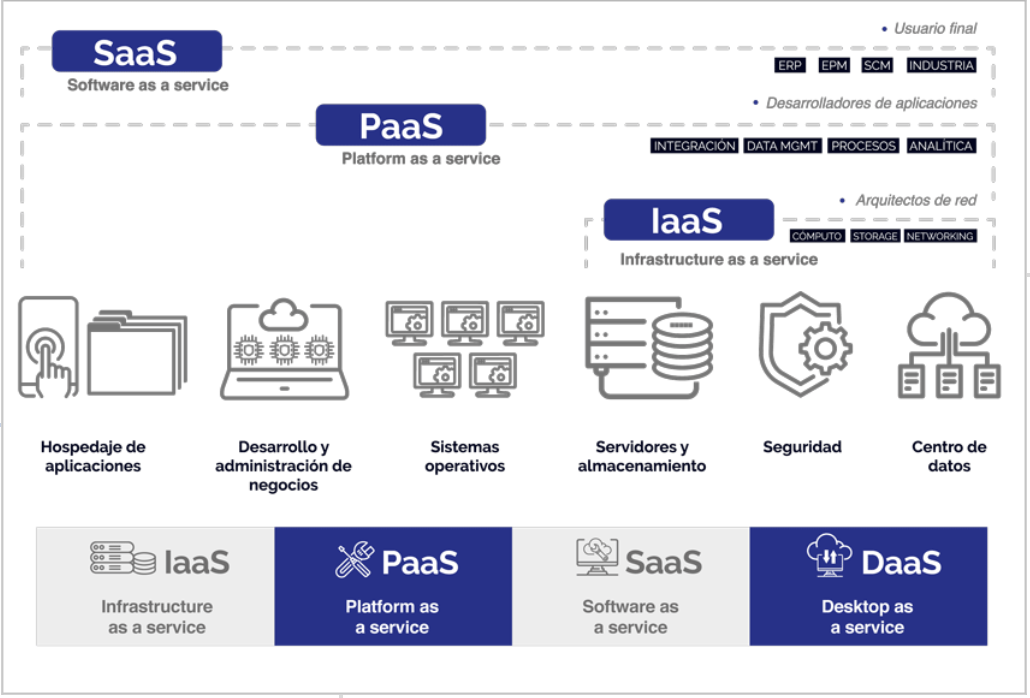 • Usuario final
SaaS
Software as a service
ERP EPM SCM INDUSTRIA
• Desarrolladores de aplicaciones
PaaS
Platform as a service
INTEGRACIÓN DATA MGMT PROCESOS ANALÍTICA
• Arquitectos de red
IaaS
Infrastructure as a service
CÓMPUTO STORAGE NETWORKING
Hospedaje de
aplicaciones
Desarrollo y
administración de
negocios
Sistemas
operativos
Servidores y
almacenamiento
Seguridad
Centro de
datos
IaaS
Infrastructure
as a service
PaaS
Platform as
a service
SaaS
Software as
a service
DaaS
Desktop as
a service